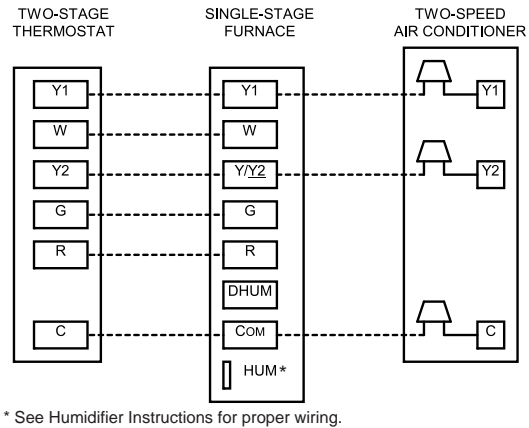 TWO-STAGE
THERMOSTAT
SINGLE-STAGE
FURNACE
TWO-SPEED
AIR CONDITIONER
Y1
Y1
Y1
W
W
Y2
Y/Y2
Y2
G
G
R
R
DHUM
C
COM
C
HUM*
* See Humidifier Instructions for proper wiring.